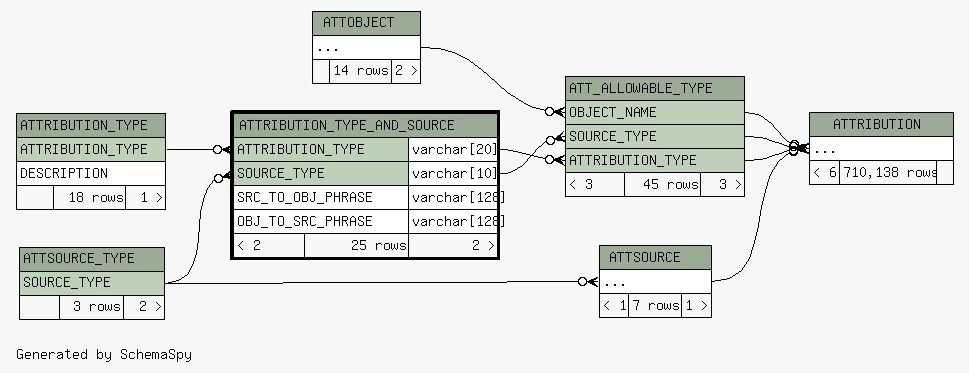 ATTOBJECT
...
14 rows 2 >
ATTRIBUTION_TYPE
ATTRIBUTION_TYPE
DESCRIPTION
18 rows 1 >
ATTRIBUTION_TYPE_AND_SOURCE
ATTRIBUTION_TYPE varchar[20]
SOURCE_TYPE varchar[10]
SRC_TO_OBJ_PHRASE varchar[128]
OBJ_TO_SRC_PHRASE varchar[128]
< 2 25 rows 2 >
ATT_ALLOWABLE_TYPE
OBJECT_NAME
SOURCE_TYPE
ATTRIBUTION_TYPE
< 3 45 rows 3 >
ATTRIBUTION
...
< 6 710,138 rows
ATTSOURCE_TYPE
SOURCE_TYPE
3 rows 2 >
ATTSOURCE
...
< 1 7 rows 1 >
Generated by SchemaSpy